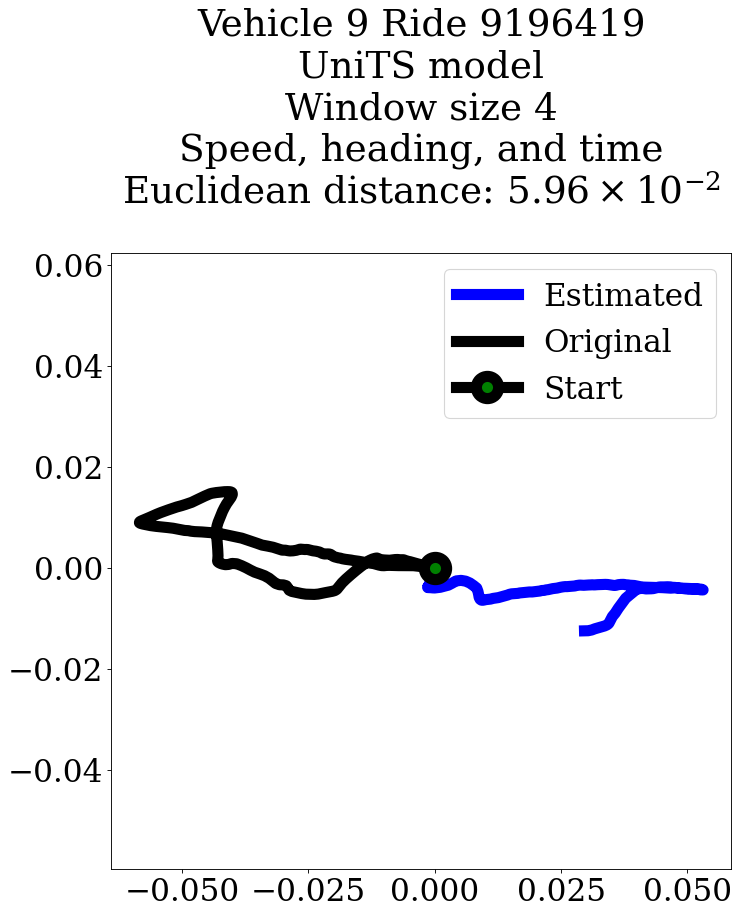 Vehicle 9 Ride 9196419
UniTS model
Window size 4
Speed, heading, and time
Euclidean distance: 5.96 × 10⁻²
Estimated
Original
Start
0.06
0.04
0.02
0.00
−0.02
−0.04
−0.050 −0.025 0.000 0.025 0.050